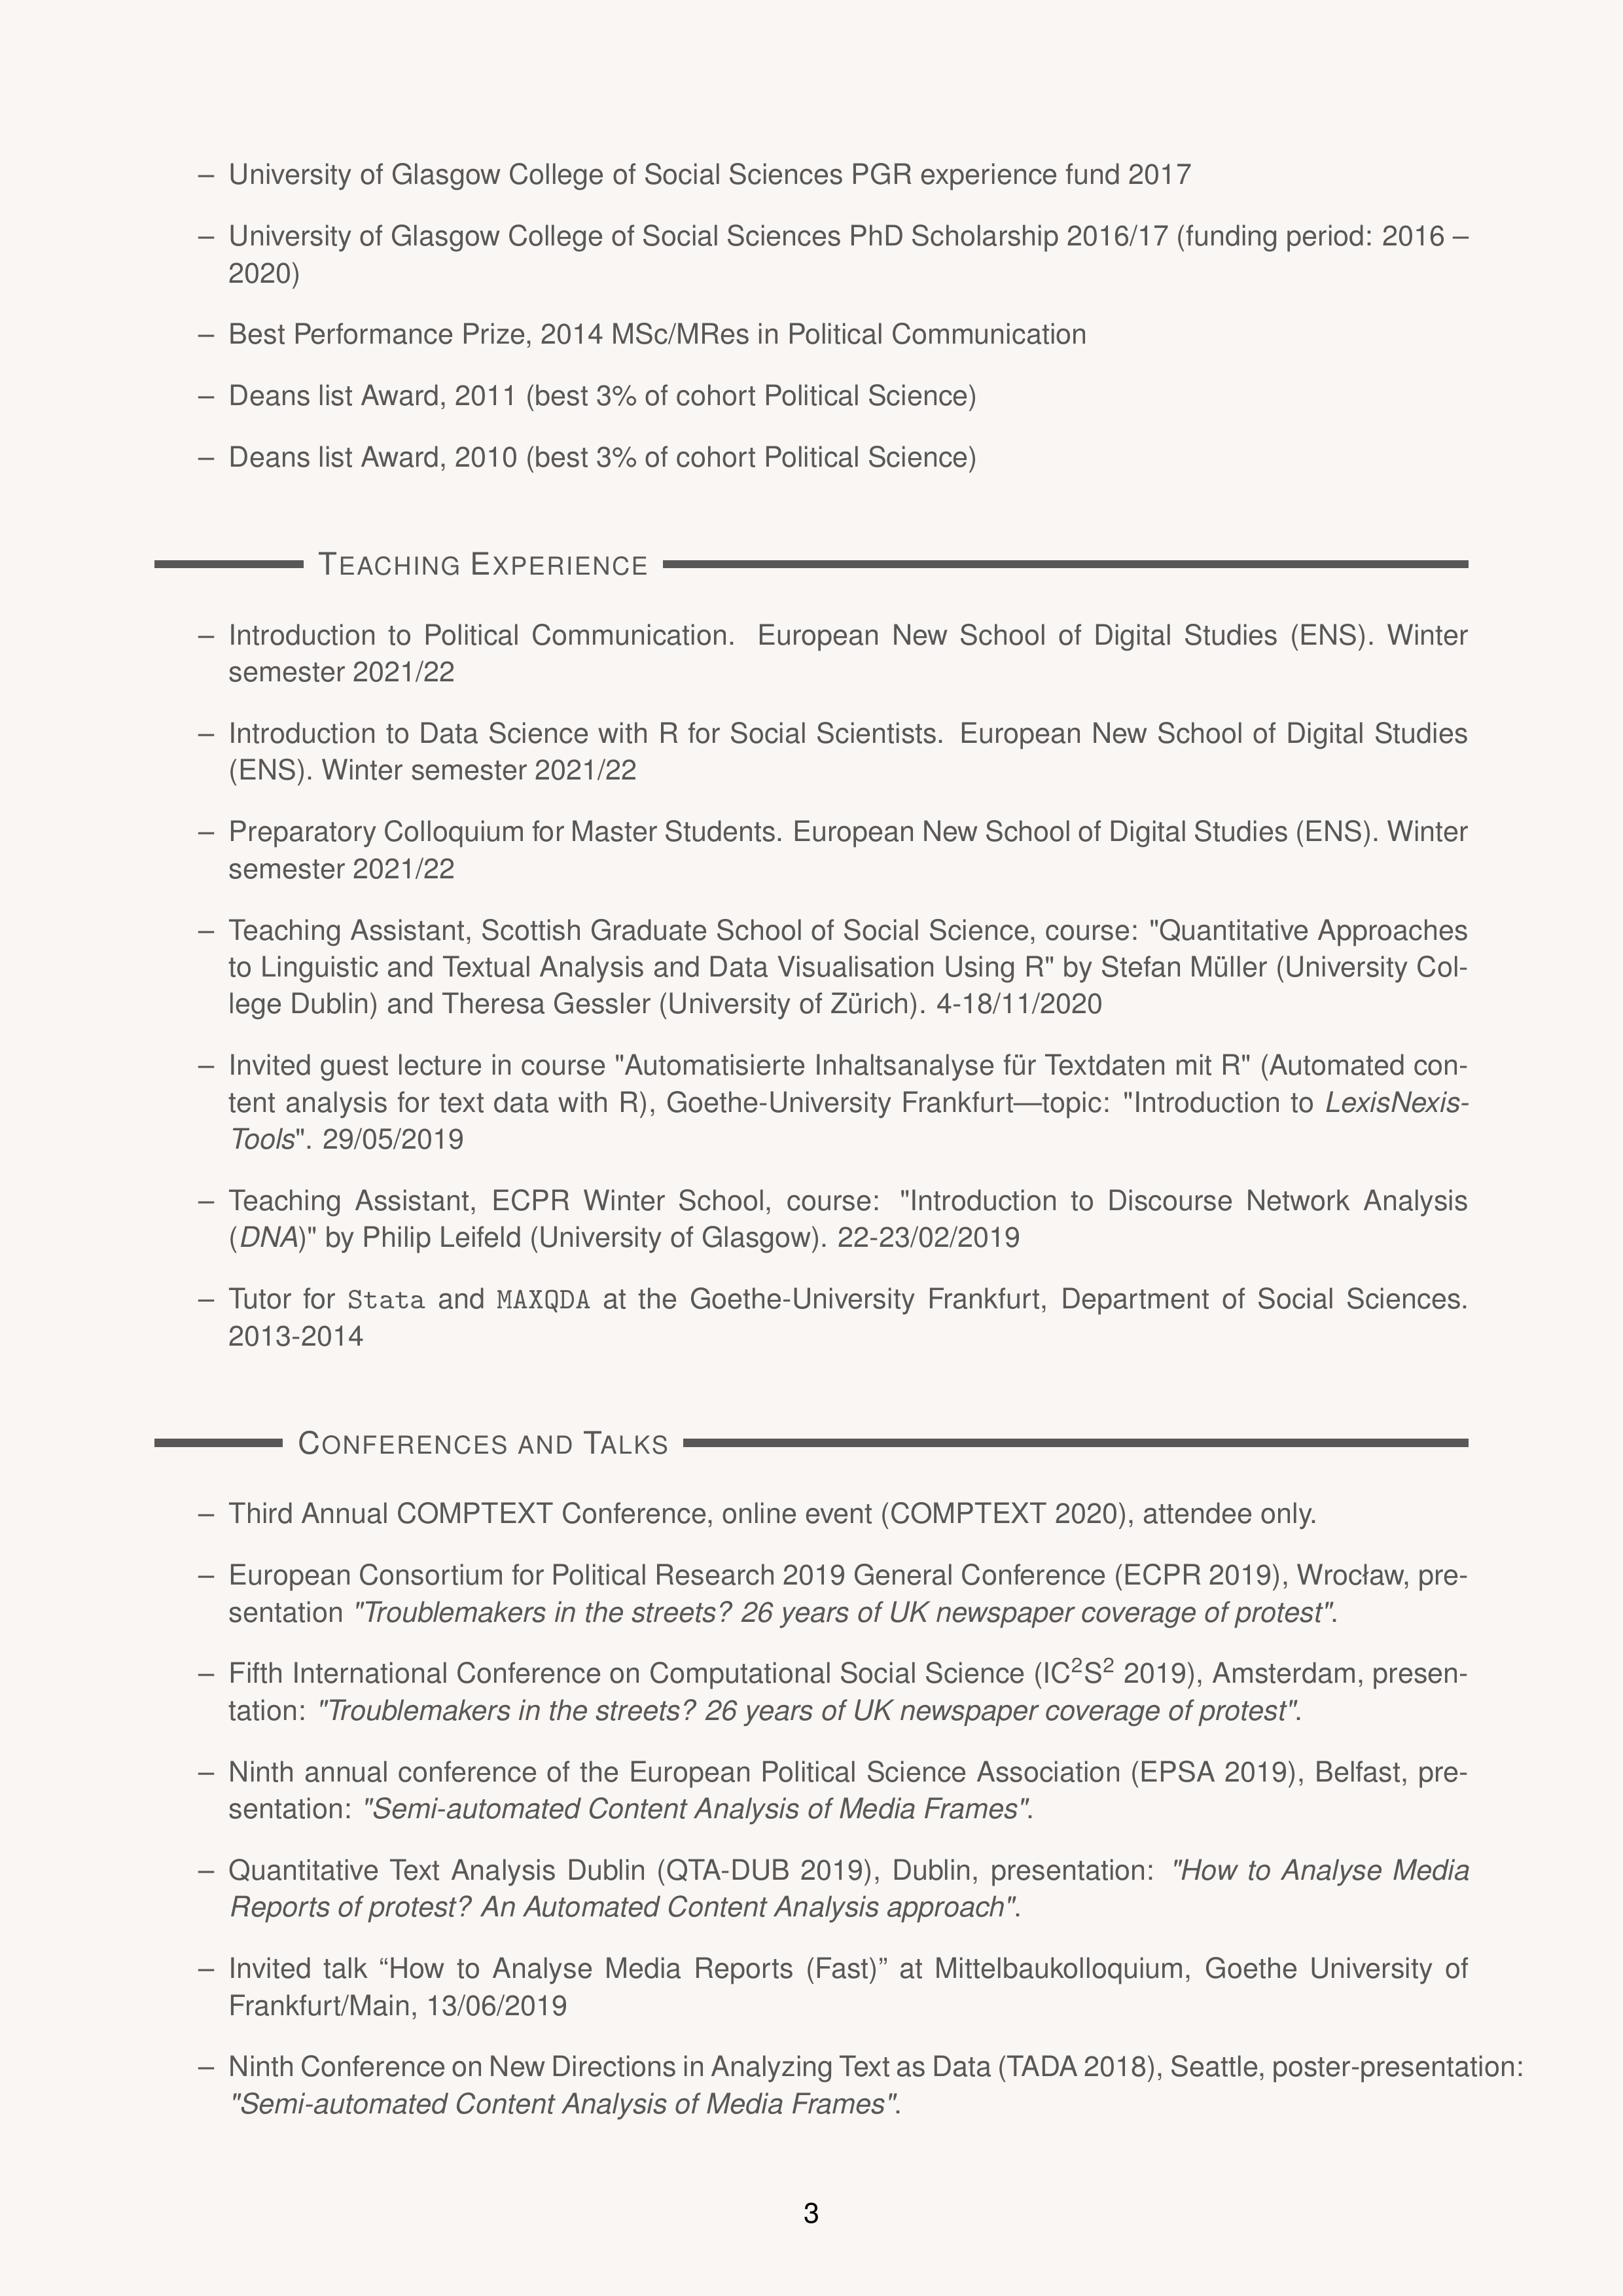 – University of Glasgow College of Social Sciences PGR experience fund 2017
– University of Glasgow College of Social Sciences PhD Scholarship 2016/17 (funding period: 2016 –
2020)
– Best Performance Prize, 2014 MSc/MRes in Political Communication
– Deans list Award, 2011 (best 3% of cohort Political Science)
– Deans list Award, 2010 (best 3% of cohort Political Science)
TEACHING EXPERIENCE
– Introduction to Political Communication. European New School of Digital Studies (ENS). Winter
semester 2021/22
– Introduction to Data Science with R for Social Scientists. European New School of Digital Studies
(ENS). Winter semester 2021/22
– Preparatory Colloquium for Master Students. European New School of Digital Studies (ENS). Winter
semester 2021/22
– Teaching Assistant, Scottish Graduate School of Social Science, course: "Quantitative Approaches
to Linguistic and Textual Analysis and Data Visualisation Using R" by Stefan Müller (University Col-
lege Dublin) and Theresa Gessler (University of Zürich). 4-18/11/2020
– Invited guest lecture in course "Automatisierte Inhaltsanalyse für Textdaten mit R" (Automated con-
tent analysis for text data with R), Goethe-University Frankfurt—topic: "Introduction to LexisNexis-
Tools". 29/05/2019
– Teaching Assistant, ECPR Winter School, course: "Introduction to Discourse Network Analysis
(DNA)" by Philip Leifeld (University of Glasgow). 22-23/02/2019
– Tutor for Stata and MAXQDA at the Goethe-University Frankfurt, Department of Social Sciences.
2013-2014
CONFERENCES AND TALKS
– Third Annual COMPTEXT Conference, online event (COMPTEXT 2020), attendee only.
– European Consortium for Political Research 2019 General Conference (ECPR 2019), Wrocław, pre-
sentation "Troublemakers in the streets? 26 years of UK newspaper coverage of protest".
– Fifth International Conference on Computational Social Science (IC²S² 2019), Amsterdam, presen-
tation: "Troublemakers in the streets? 26 years of UK newspaper coverage of protest".
– Ninth annual conference of the European Political Science Association (EPSA 2019), Belfast, pre-
sentation: "Semi-automated Content Analysis of Media Frames".
– Quantitative Text Analysis Dublin (QTA-DUB 2019), Dublin, presentation: "How to Analyse Media
Reports of protest? An Automated Content Analysis approach".
– Invited talk “How to Analyse Media Reports (Fast)” at Mittelbaukolloquium, Goethe University of
Frankfurt/Main, 13/06/2019
– Ninth Conference on New Directions in Analyzing Text as Data (TADA 2018), Seattle, poster-presentation:
"Semi-automated Content Analysis of Media Frames".
3